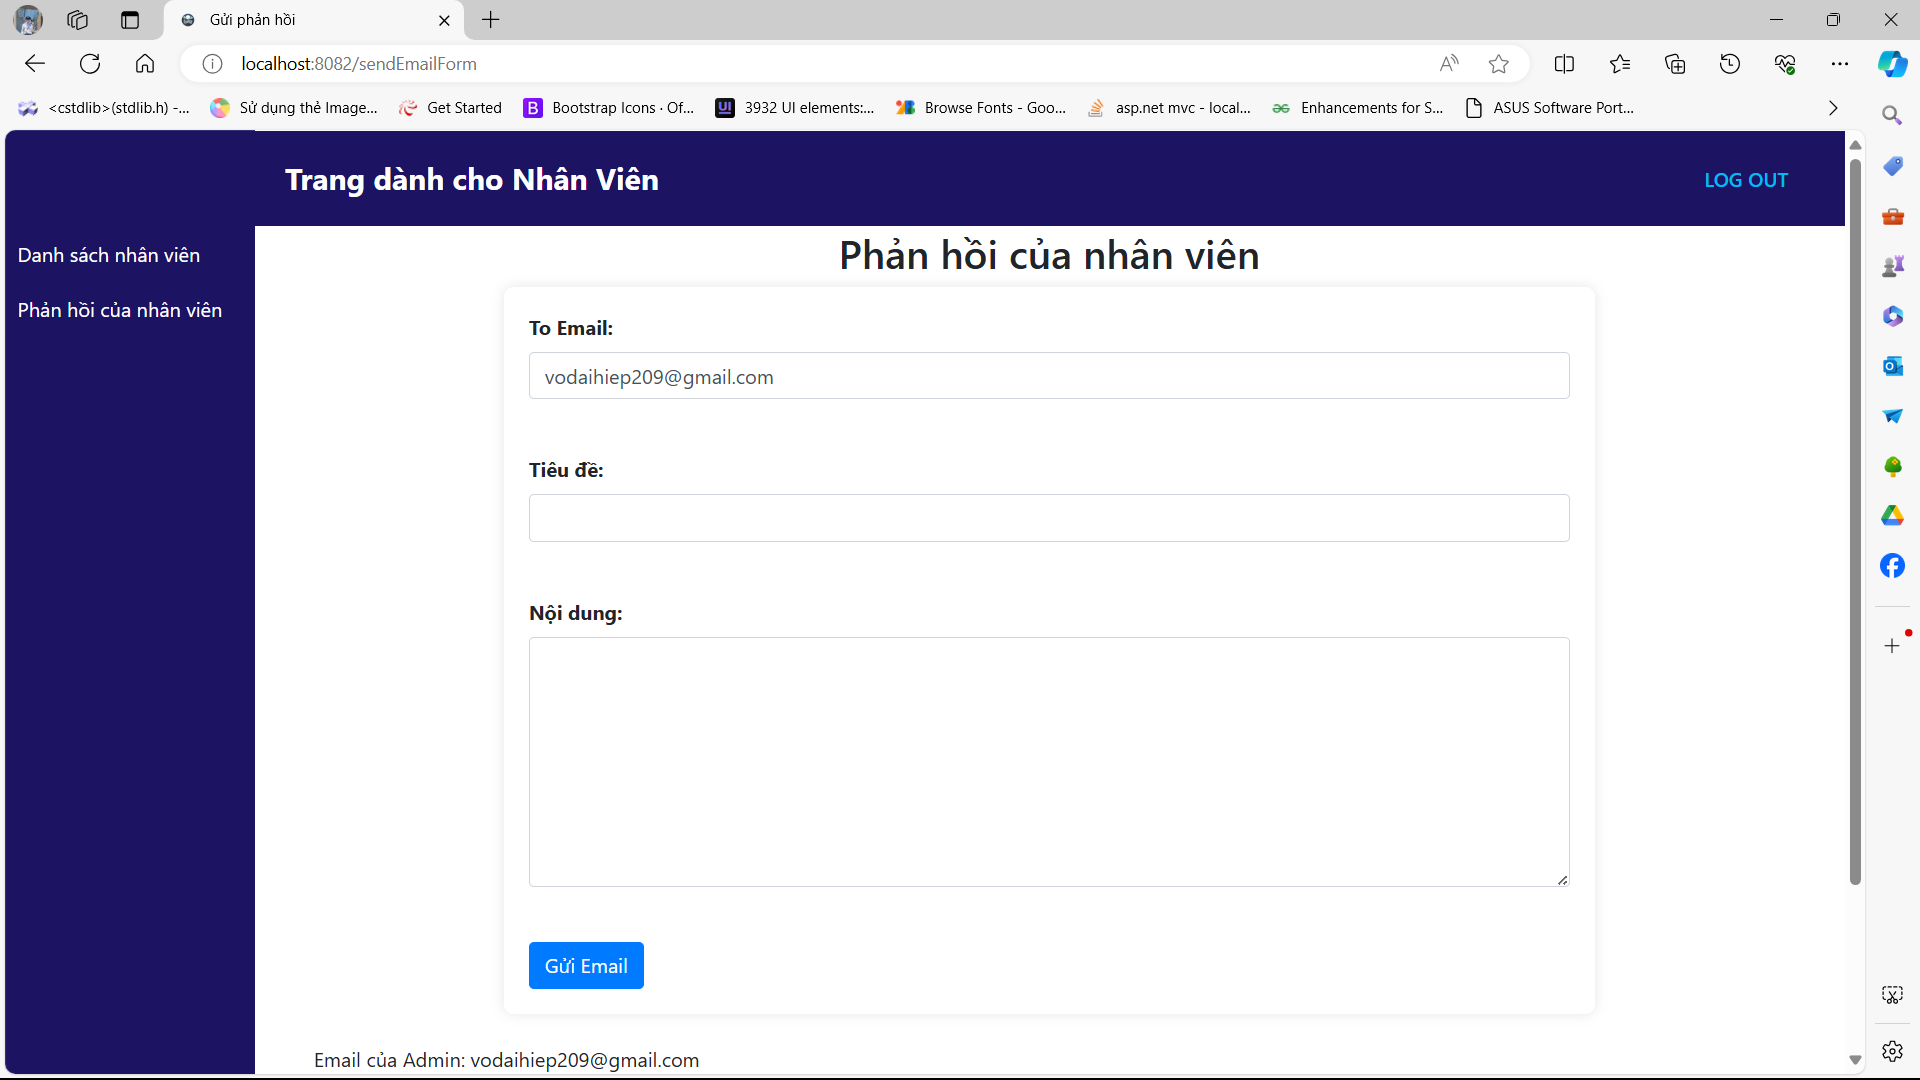 Gửi phản hồi
localhost:8082/sendEmailForm
<cstdlib>(stdlib.h) -... Sử dụng thẻ Image... Get Started Bootstrap Icons · Of... 3932 UI elements:... Browse Fonts - Goo... asp.net mvc - local... Enhancements for S... ASUS Software Port...
Trang dành cho Nhân Viên
LOG OUT
Danh sách nhân viên
Phản hồi của nhân viên
Phản hồi của nhân viên
To Email:
vodaihiep209@gmail.com
Tiêu đề:
Nội dung:
Gửi Email
Email của Admin: vodaihiep209@gmail.com